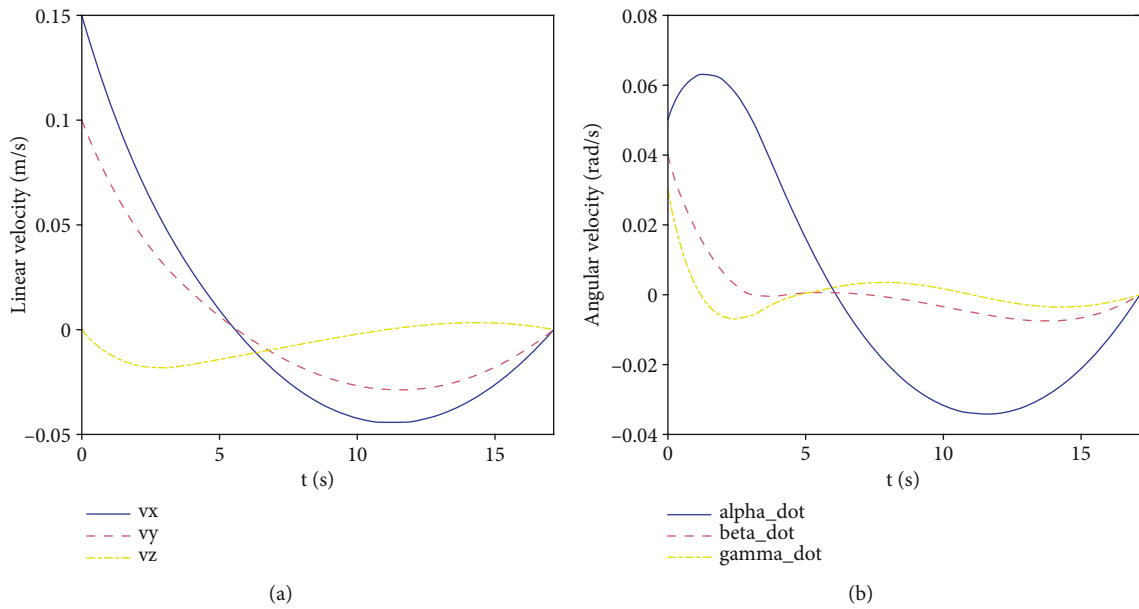 0.15
0.1
0.05
0
−0.05
Linear velocity (m/s)
0
5
10
15
t (s)
vx
vy
vz
(a)
0.08
0.06
0.04
0.02
0
−0.02
−0.04
Angular velocity (rad/s)
0
5
10
15
t (s)
alpha_dot
beta_dot
gamma_dot
(b)